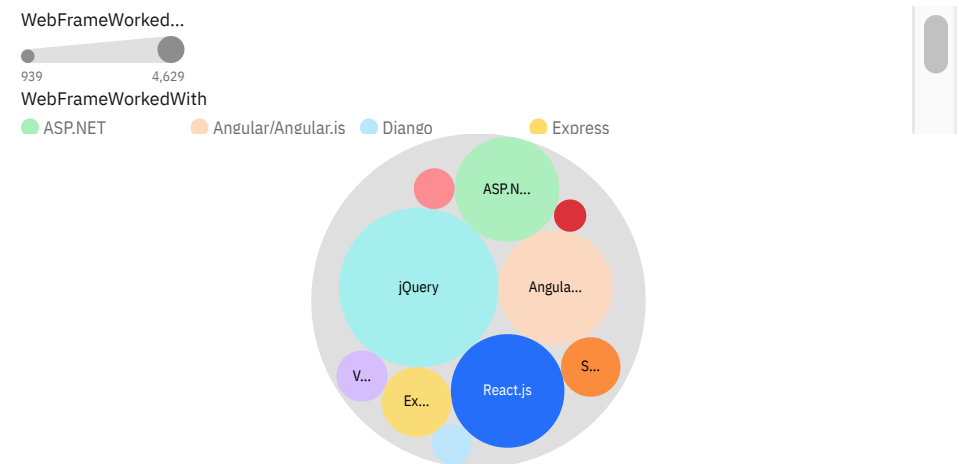 WebFrameWorked...
939 4,629
WebFrameWorkedWith
ASP.NET Angular/Angular.js Django Express
ASP.N...
jQuery Angula...
S...
V... React.js
Ex...